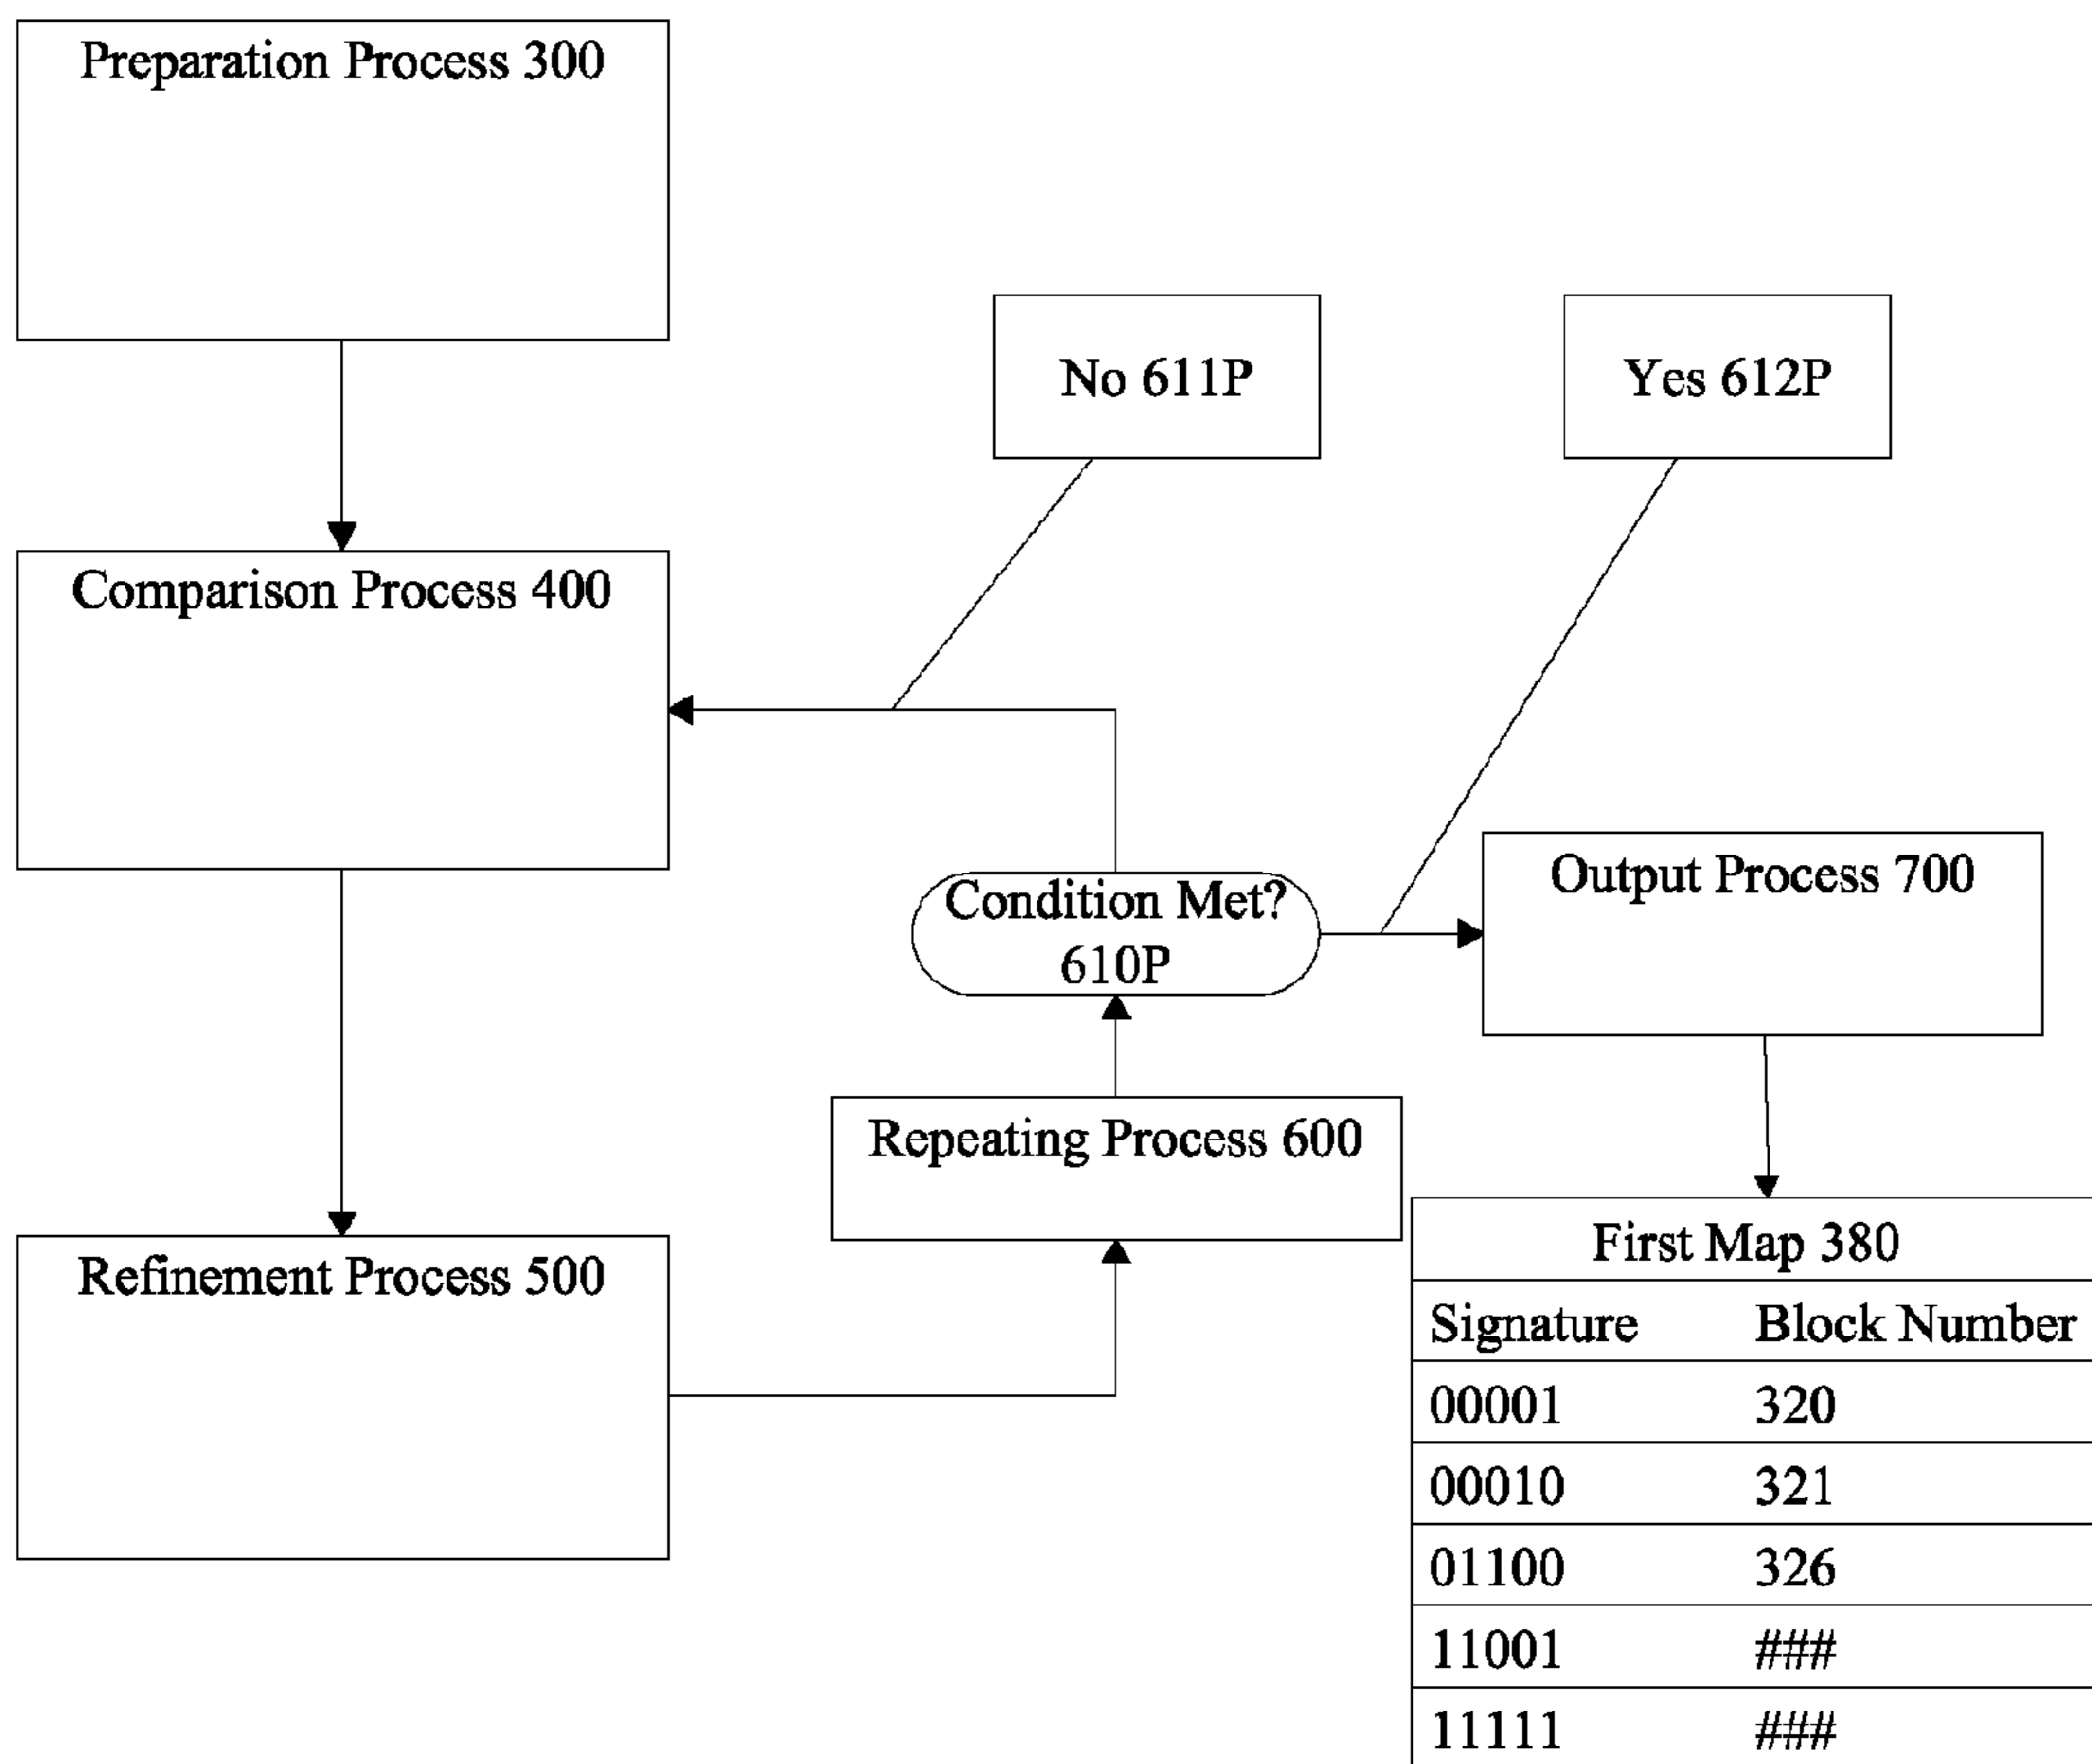 Preparation Process 300
No 611P
Yes 612P
Comparison Process 400
Condition Met?
610P
Output Process 700
Repeating Process 600
Refinement Process 500
First Map 380
Signature Block Number
00001 320
00010 321
01100 326
11001 ###
11111 ###